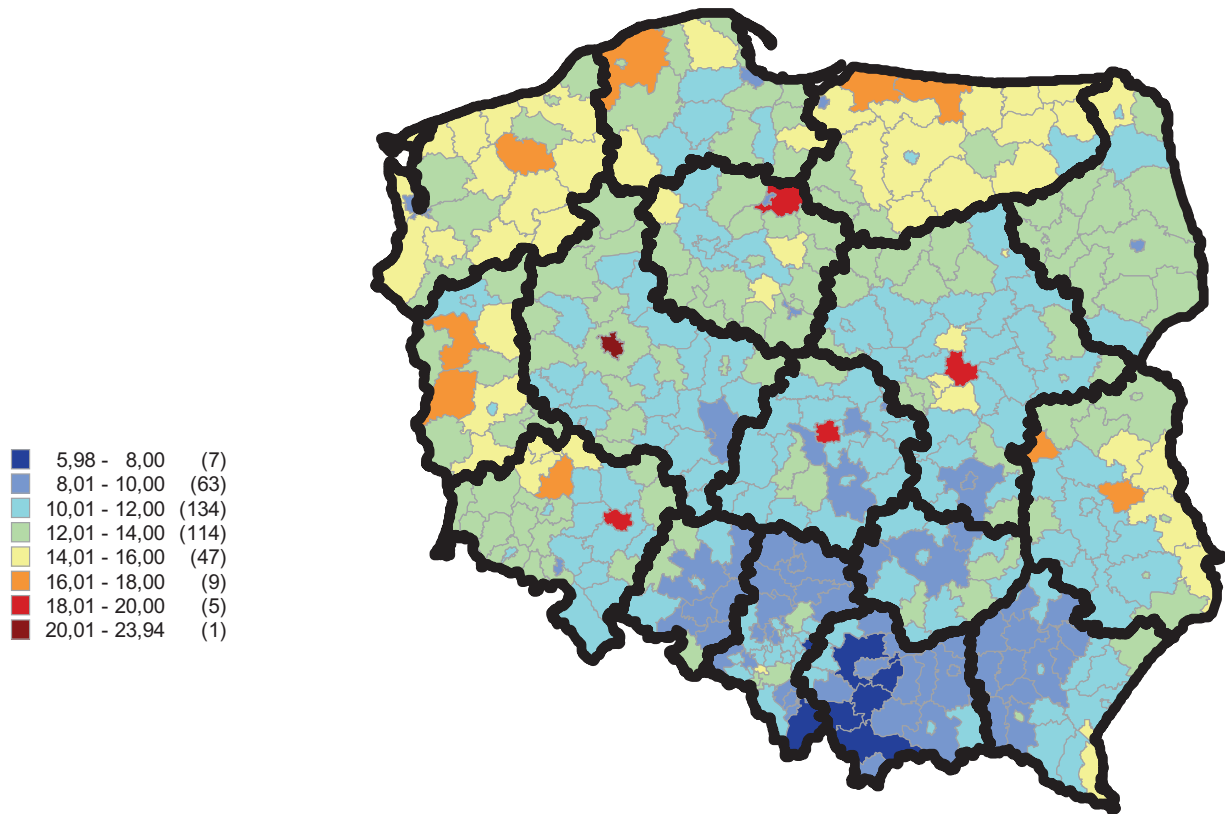 5,98 - 8,00 (7)
8,01 - 10,00 (63)
10,01 - 12,00 (134)
12,01 - 14,00 (114)
14,01 - 16,00 (47)
16,01 - 18,00 (9)
18,01 - 20,00 (5)
20,01 - 23,94 (1)